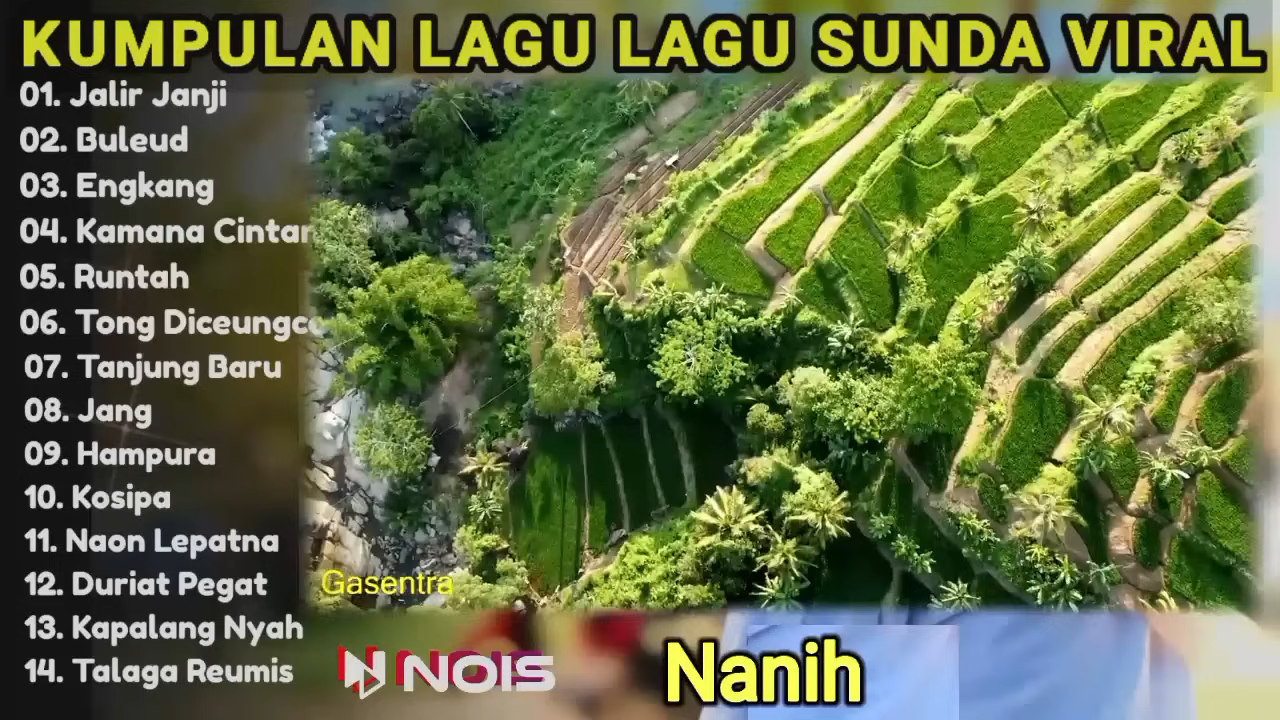 KUMPULAN LAGU LAGU SUNDA VIRAL
01. Jalir Janji
02. Buleud
03. Engkang
04. Kamana Cintan
05. Runtah
06. Tong Diceungco
07. Tanjung Baru
08. Jang
09. Hampura
10. Kosipa
11. Naon Lepatna
12. Duriat Pegat
13. Kapalang Nyah
14. Talaga Reumis
Gasentra
NOIS
Nanih